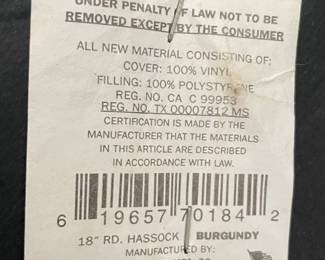 UNDER PENALTY OF LAW NOT TO BE
REMOVED EXCEPT BY THE CONSUMER
ALL NEW MATERIAL CONSISTING OF:
COVER: 100% VINYL
FILLING: 100% POLYSTYRENE
REG. NO. CA C 99953
REG. NO. TX 00007812 MS
CERTIFICATION IS MADE BY THE
MANUFACTURER THAT THE MATERIALS
IN THIS ARTICLE ARE DESCRIBED
IN ACCORDANCE WITH LAW.
6 19657 70184 2
18" RD. HASSOCK BURGUNDY
MANUFACTURED BY: